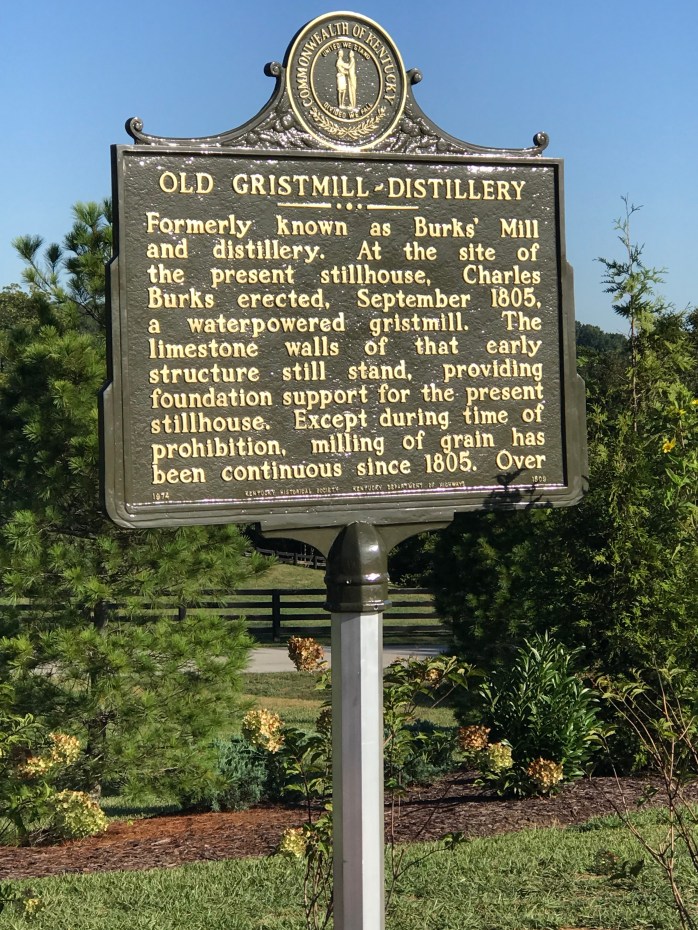 COMMONWEALTH OF KENTUCKY
UNITED WE STAND
DIVIDED WE FALL
OLD GRISTMILL-DISTILLERY
Formerly known as Burks' Mill
and distillery. At the site of
the present stillhouse, Charles
Burks erected, September 1805,
a waterpowered gristmill. The
limestone walls of that early
structure still stand, providing
foundation support for the present
stillhouse. Except during time of
prohibition, milling of grain has
been continuous since 1805. Over
1974 KENTUCKY HISTORICAL SOCIETY KENTUCKY DEPARTMENT OF HIGHWAYS 1509